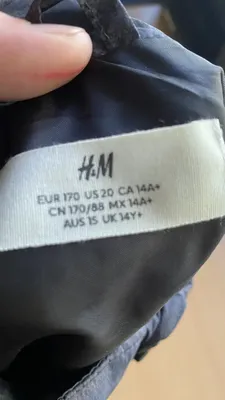 H&M
EUR 170 US 20 CA 14A+
CN 170/88 MX 14A+
AUS 15 UK 14Y+